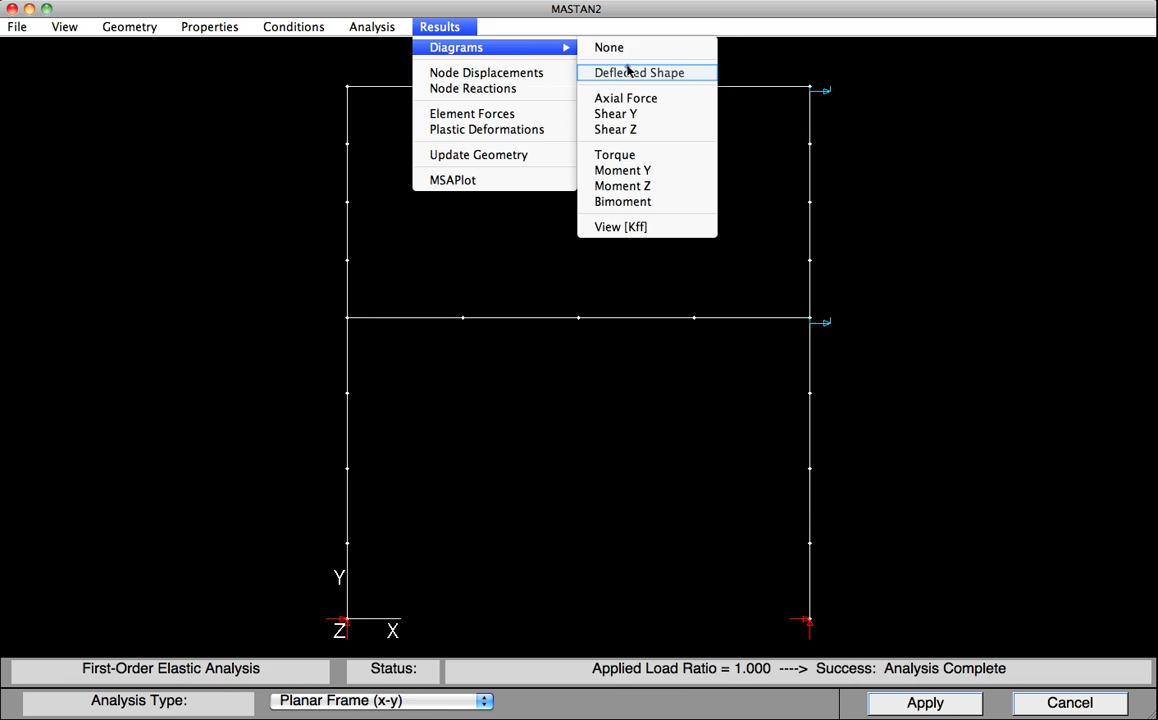 MASTAN2
File View Geometry Properties Conditions Analysis Results
Diagrams
Node Displacements
Node Reactions
Element Forces
Plastic Deformations
Update Geometry
MSAPlot
None
Deflected Shape
Axial Force
Shear Y
Shear Z
Torque
Moment Y
Moment Z
Bimoment
View [Kff]
Y
Z X
First-Order Elastic Analysis Status: Applied Load Ratio = 1.000 ----> Success: Analysis Complete
Analysis Type: Planar Frame (x-y) Apply Cancel